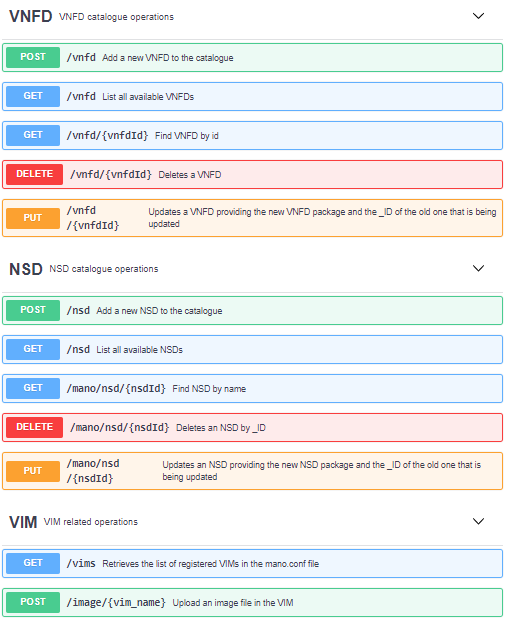 VNFD VNFD catalogue operations
POST /vnfd Add a new VNFD to the catalogue
GET /vnfd List all available VNFDs
GET /vnfd/{vnfdId} Find VNFD by id
DELETE /vnfd/{vnfdId} Deletes a VNFD
PUT /vnfd/{vnfdId} Updates a VNFD providing the new VNFD package and the _ID of the old one that is being
updated
NSD NSD catalogue operations
POST /nsd Add a new NSD to the catalogue
GET /nsd List all available NSDs
GET /mano/nsd/{nsdId} Find NSD by name
DELETE /mano/nsd/{nsdId} Deletes an NSD by _ID
PUT /mano/nsd/{nsdId} Updates an NSD providing the new NSD package and the _ID of the old one that is
being updated
VIM VIM related operations
GET /vims Retrieves the list of registered VIMs in the mano.conf file
POST /image/{vim_name} Upload an image file in the VIM